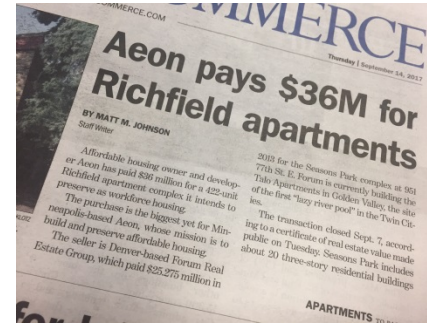 OMMERCE.COM
OMMERCE
Thursday | September 14, 2017
Aeon pays $36M for
Richfield apartments
BY MATT M. JOHNSON
Staff Writer
Affordable housing owner and develop-
er Aeon has paid $36 million for a 422-unit
Richfield apartment complex it intends to
preserve as workforce housing.
The purchase is the biggest yet for Min-
neapolis-based Aeon, whose mission is to
build and preserve affordable housing.
The seller is Denver-based Forum Real
Estate Group, which paid $25.275 million in
2013 for the Seasons Park complex at 951
77th St. E. Forum is currently building the
Talo Apartments in Golden Valley, the site
of the first "lazy river pool" in the Twin Cit-
ies.
The transaction closed Sept. 7, accord-
ing to a certificate of real estate value made
public on Tuesday. Seasons Park includes
about 20 three-story residential buildings
APARTMENTS